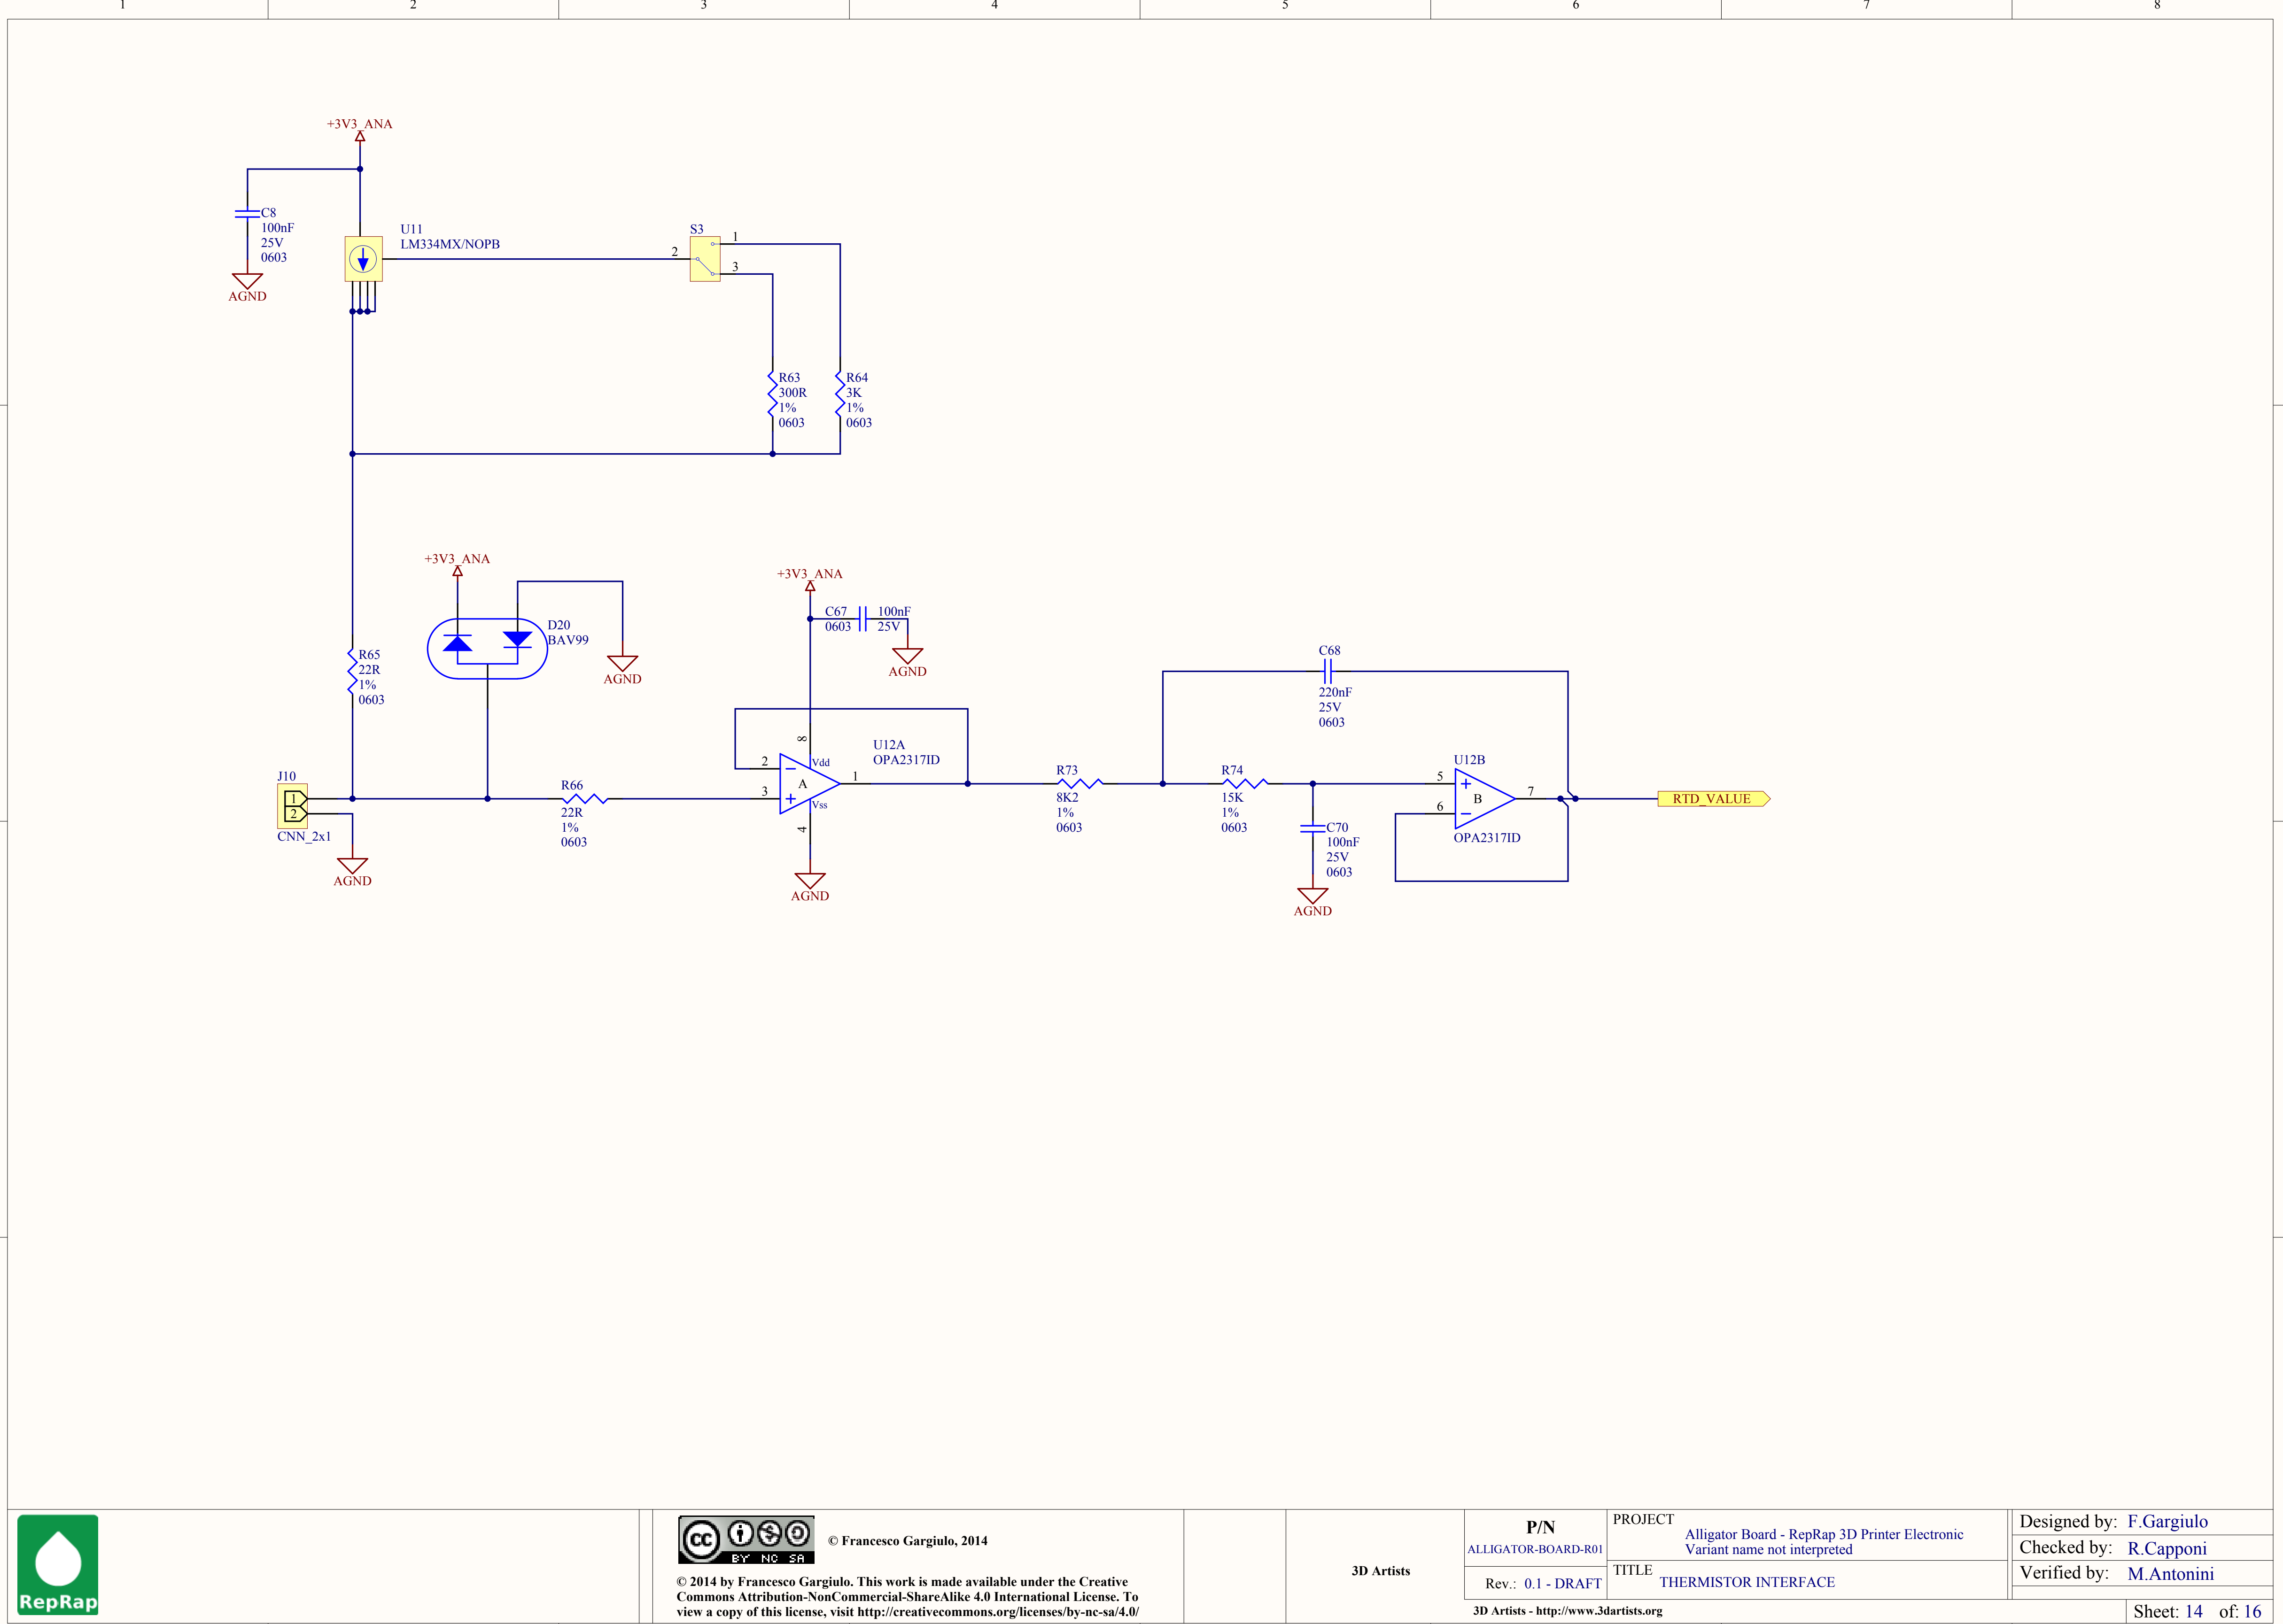 1 2 3 4 5 6 7 8
+3V3_ANA
C8
100nF
25V
0603
AGND
U11
LM334MX/NOPB
S3
2
1
3
R63
300R
1%
0603
R64
3K
1%
0603
+3V3_ANA
D20
BAV99
AGND
R65
22R
1%
0603
J10
1
2
CNN_2x1
AGND
R66
22R
1%
0603
+3V3_ANA
C67
0603
100nF
25V
AGND
8
Vdd
2
3
A
1
Vss
4
U12A
OPA2317ID
AGND
R73
8K2
1%
0603
C68
220nF
25V
0603
R74
15K
1%
0603
C70
100nF
25V
0603
AGND
U12B
5
6
B
7
OPA2317ID
RTD_VALUE
RepRap
cc
BY NC SA
© Francesco Gargiulo, 2014
© 2014 by Francesco Gargiulo. This work is made available under the Creative
Commons Attribution-NonCommercial-ShareAlike 4.0 International License. To
view a copy of this license, visit http://creativecommons.org/licenses/by-nc-sa/4.0/
3D Artists
P/N
ALLIGATOR-BOARD-R01
Rev.: 0.1 - DRAFT
PROJECT
Alligator Board - RepRap 3D Printer Electronic
Variant name not interpreted
TITLE
THERMISTOR INTERFACE
3D Artists - http://www.3dartists.org
Designed by: F.Gargiulo
Checked by: R.Capponi
Verified by: M.Antonini
Sheet: 14 of: 16